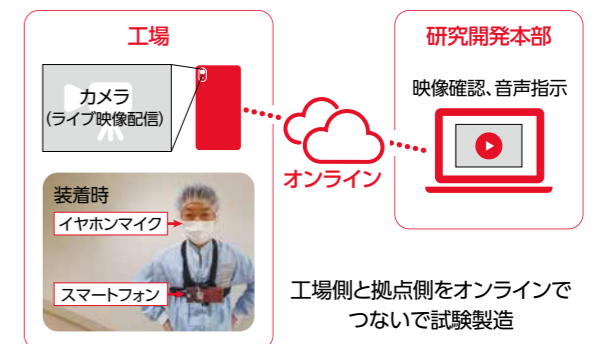 工場
カメラ
(ライブ映像配信)
装着時
イヤホンマイク
スマートフォン
オンライン
研究開発本部
映像確認、音声指示
工場側と拠点側をオンラインで
つないで試験製造